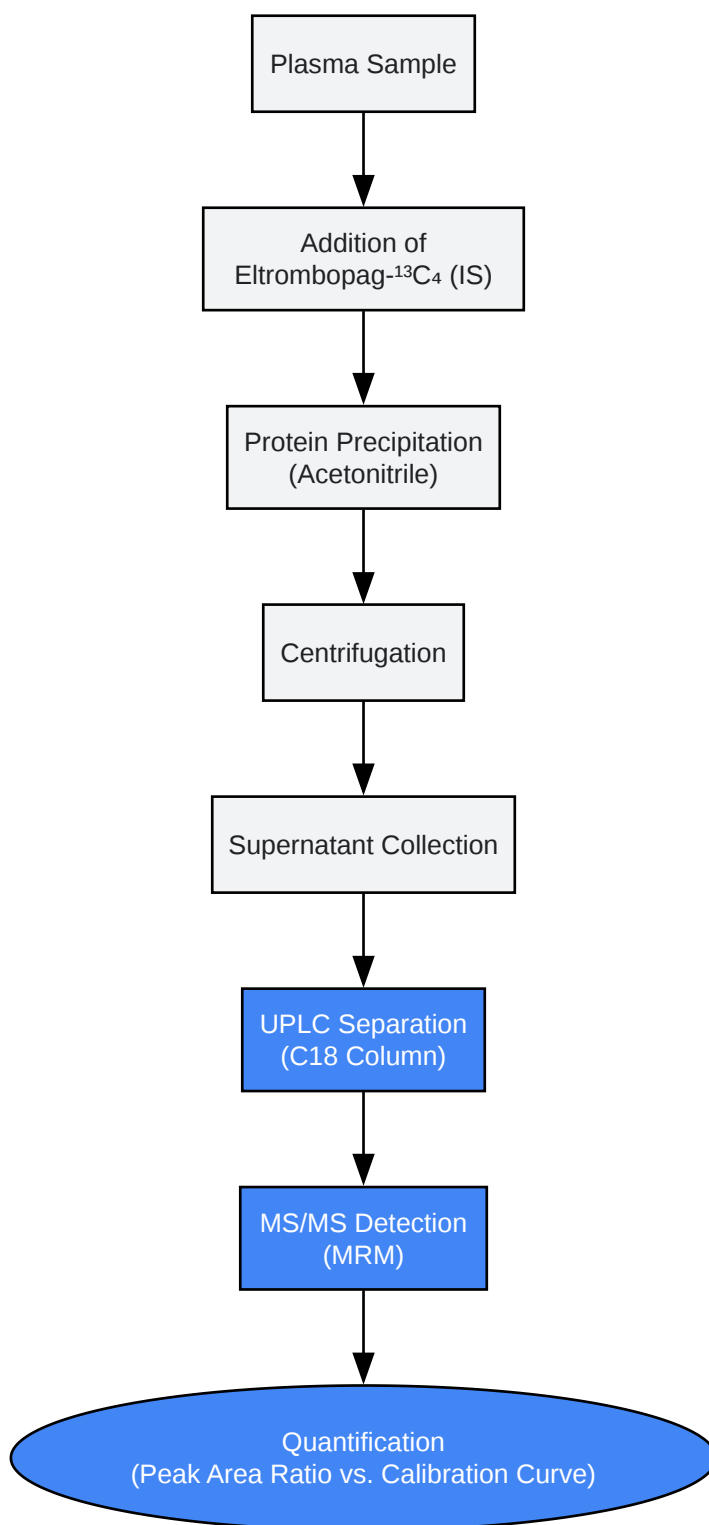 Plasma Sample
Addition of
Eltrombopag-¹³C₄ (IS)
Protein Precipitation
(Acetonitrile)
Centrifugation
Supernatant Collection
UPLC Separation
(C18 Column)
MS/MS Detection
(MRM)
Quantification
(Peak Area Ratio vs. Calibration Curve)